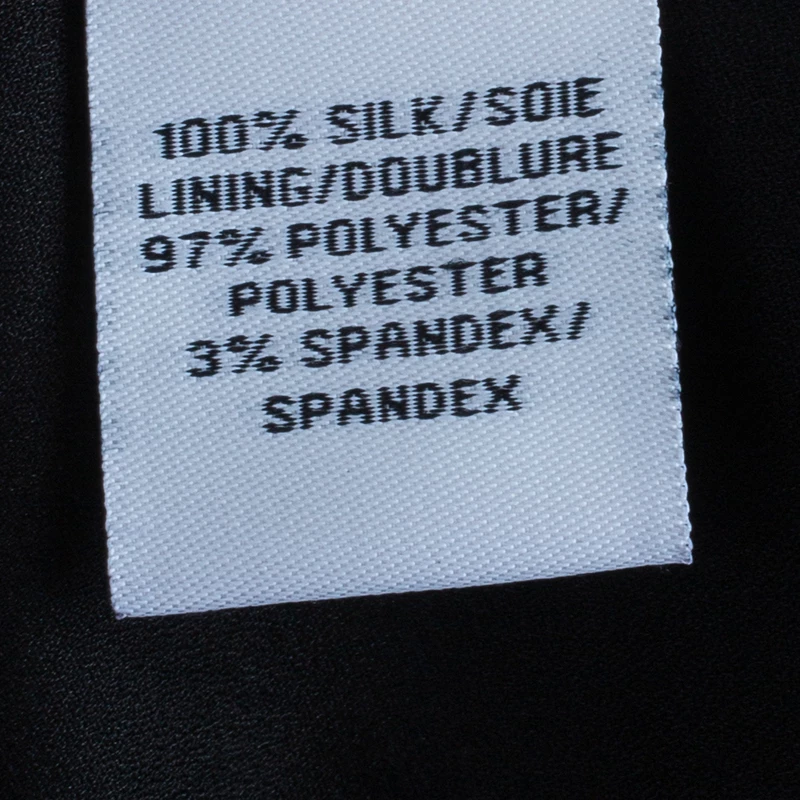 100% SILK/SOIE
LINING/DOUBLURE
97% POLYESTER/
POLYESTER
3% SPANDEX/
SPANDEX